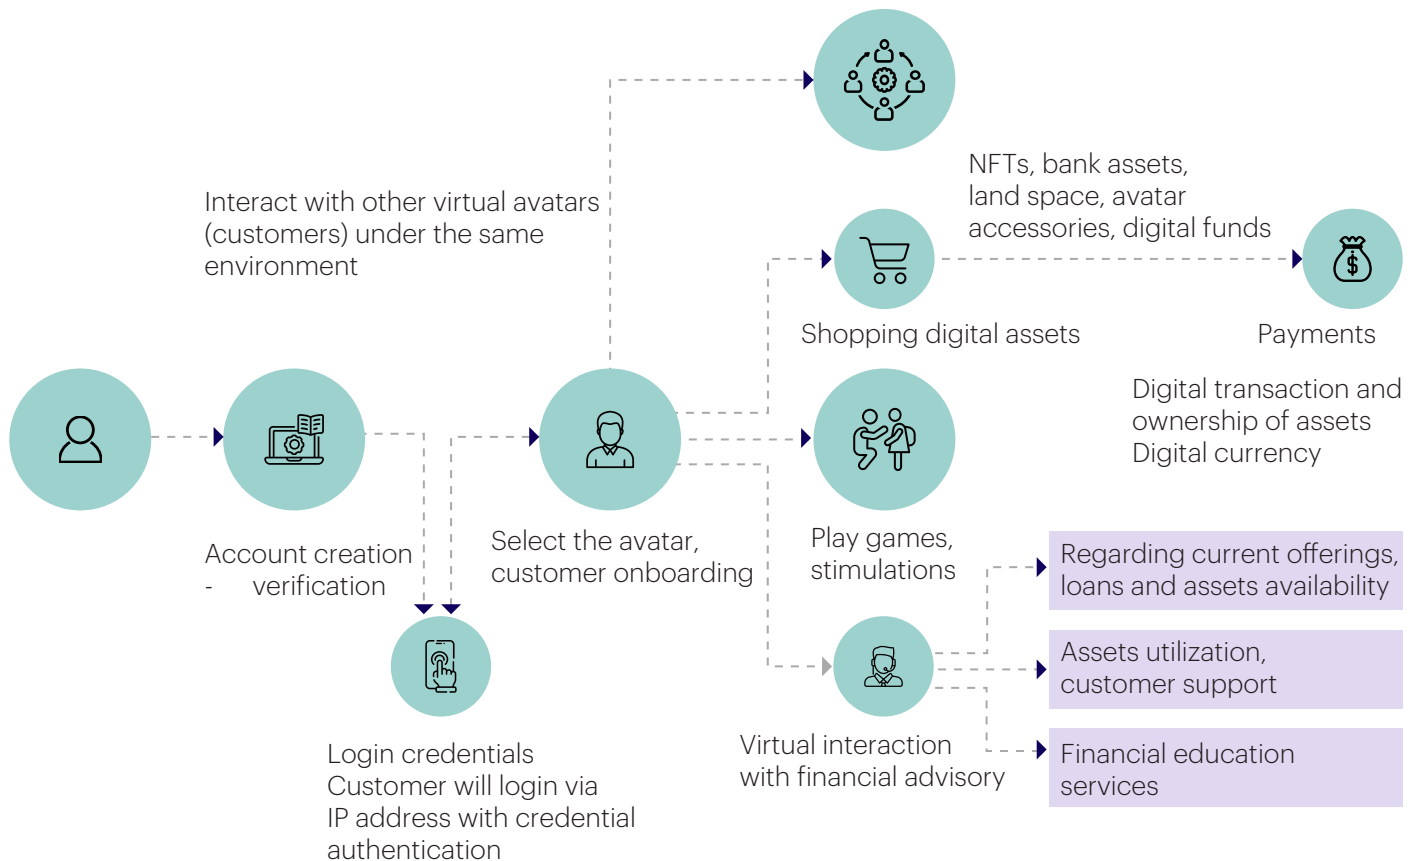 NFTs, bank assets,
land space, avatar
accessories, digital funds
Interact with other virtual avatars
(customers) under the same
environment
Shopping digital assets
Payments
Digital transaction and
ownership of assets
Digital currency
Account creation
- verification
Select the avatar,
customer onboarding
Play games,
stimulations
Login credentials
Customer will login via
IP address with credential
authentication
Virtual interaction
with financial advisory
Regarding current offerings,
loans and assets availability
Assets utilization,
customer support
Financial education
services